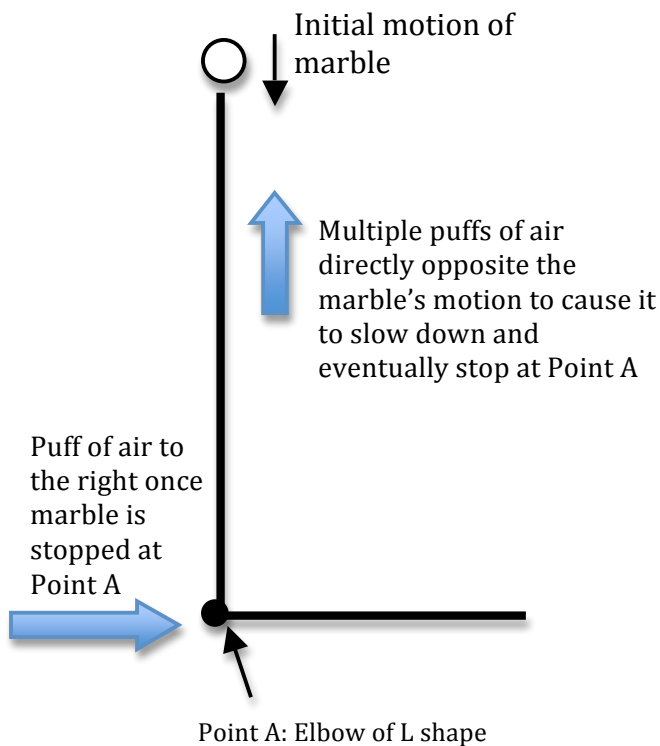 Initial motion of
marble
Multiple puffs of air
directly opposite the
marble’s motion to cause it
to slow down and
eventually stop at Point A
Puff of air to
the right once
marble is
stopped at
Point A
Point A: Elbow of L shape